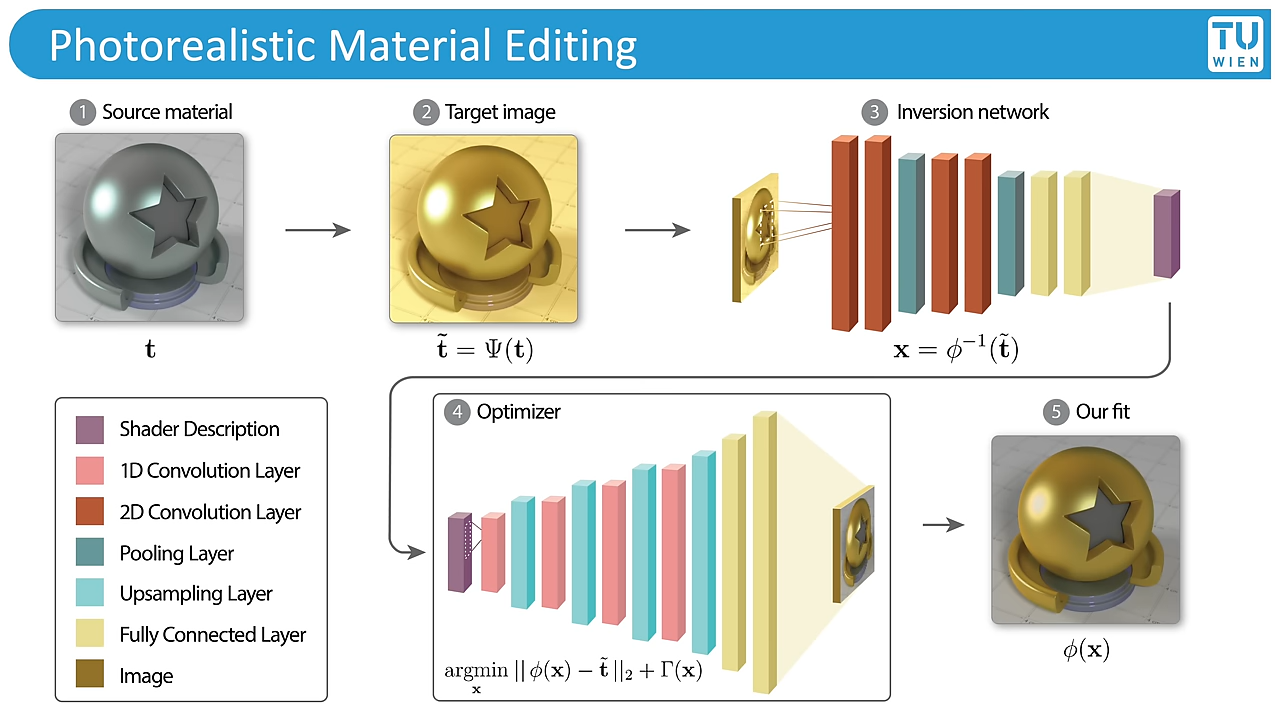 Photorealistic Material Editing
TU
WIEN
1 Source material
2 Target image
3 Inversion network
t
t̃ = Ψ(t)
x = ϕ⁻¹(t̃)
Shader Description
1D Convolution Layer
2D Convolution Layer
Pooling Layer
Upsampling Layer
Fully Connected Layer
Image
4 Optimizer
argmin || ϕ(x) − t̃ ||₂ + Γ(x)
x
5 Our fit
ϕ(x)